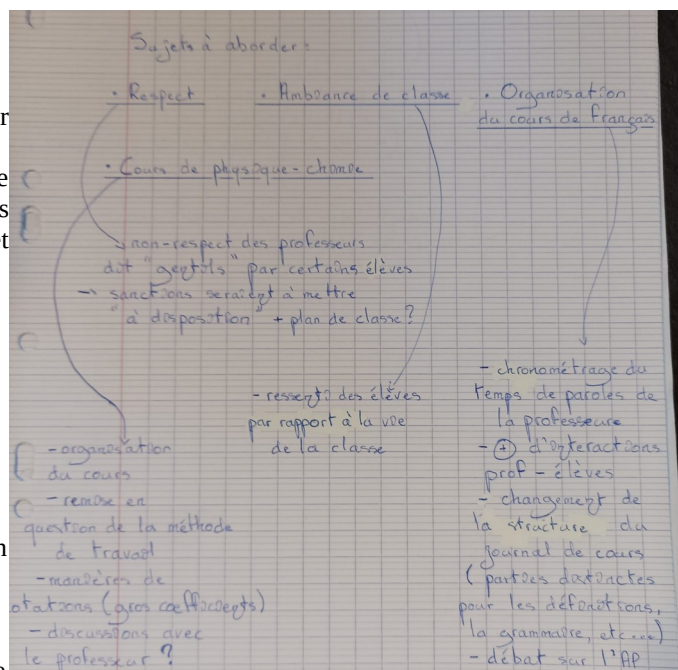 Sujets à aborder :
• Respect • Ambiance de classe • Organisation
du cours de français
• Cours de physique-chimie
non-respect des professeurs
dit "gentils" par certains élèves
→ sanctions seraient à mettre
"à disposition" + plan de classe ?
- ressenti des élèves
par rapport à la vie
de la classe
- chronométrage du
temps de paroles de
la professeure
- + d'interactions
prof - élèves
- changement de
la structure du
journal de cours
(parties distinctes
pour les définitions,
la grammaire, etc...)
- débat sur l'AP
- organisation
du cours
- remise en
question de la méthode
de travail
- manières de
otations (gros coefficients)
- discussions avec
le professeur ?